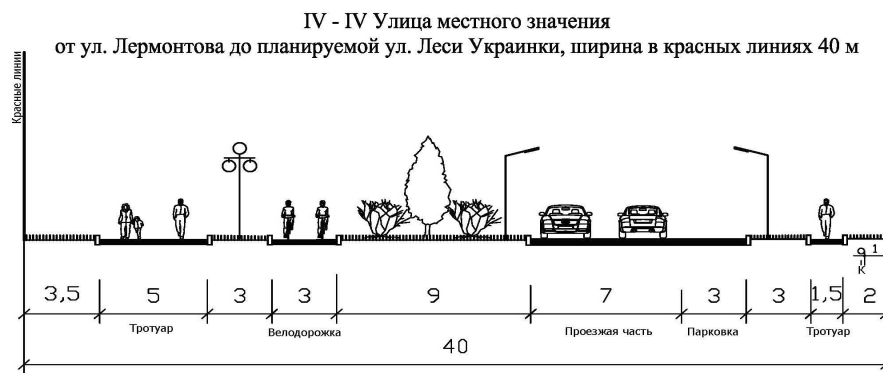 IV - IV Улица местного значения
от ул. Лермонтова до планируемой ул. Леси Украинки, ширина в красных линиях 40 м
Красные линии
1
К
3,5 5 3 3 9 7 3 3 1,5 2
Тротуар Велодорожка Проезжая часть Парковка Тротуар
40